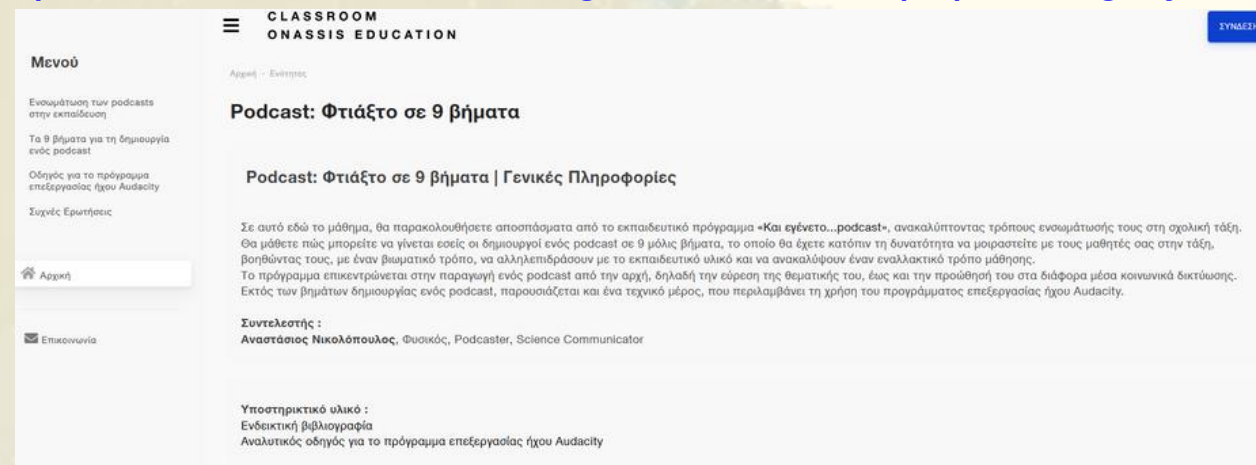 CLASSROOM
ONASSIS EDUCATION
ΣΥΝΔΕΣΗ
Μενού
Ενσωμάτωση των podcasts
στην εκπαίδευση
Τα 9 βήματα για τη δημιουργία
ενός podcast
Οδηγός για το πρόγραμμα
επεξεργασίας ήχου Audacity
Συχνές Ερωτήσεις
Αρχική
Επικοινωνία
Αρχική - Ενότητες
Podcast: Φτιάξτο σε 9 βήματα
Podcast: Φτιάξτο σε 9 βήματα | Γενικές Πληροφορίες
Σε αυτό εδώ το μάθημα, θα παρακολουθήσετε αποσπάσματα από το εκπαιδευτικό πρόγραμμα «Και εγένετο...podcast», ανακαλύπτοντας τρόπους ενσωμάτωσής τους στη σχολική τάξη.
Θα μάθετε πώς μπορείτε να γίνεται εσείς οι δημιουργοί ενός podcast σε 9 μόλις βήματα, το οποίο θα έχετε κατόπιν τη δυνατότητα να μοιραστείτε με τους μαθητές σας στην τάξη,
βοηθώντας τους, με έναν βιωματικό τρόπο, να αλληλεπιδράσουν με το εκπαιδευτικό υλικό και να ανακαλύψουν έναν εναλλακτικό τρόπο μάθησης.
Το πρόγραμμα επικεντρώνεται στην παραγωγή ενός podcast από την αρχή, δηλαδή την εύρεση της θεματικής του, έως και την προώθησή του στα διάφορα μέσα κοινωνικά δικτύωσης.
Εκτός των βημάτων δημιουργίας ενός podcast, παρουσιάζεται και ένα τεχνικό μέρος, που περιλαμβάνει τη χρήση του προγράμματος επεξεργασίας ήχου Audacity.
Συντελεστής :
Αναστάσιος Νικολόπουλος, Φυσικός, Podcaster, Science Communicator
Υποστηρικτικό υλικό :
Ενδεικτική βιβλιογραφία
Αναλυτικός οδηγός για το πρόγραμμα επεξεργασίας ήχου Audacity